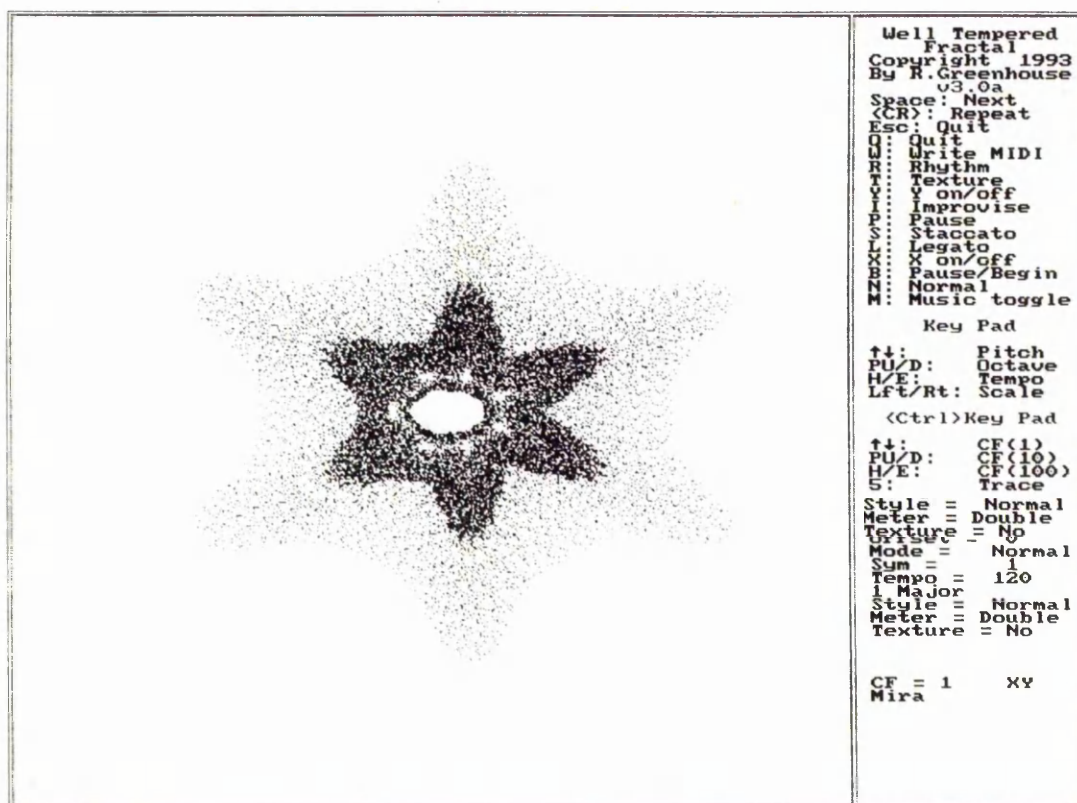 Well Tempered
Fractal
Copyright 1993
By R.Greenhouse
v3.0a
Space: Next
<CR>: Repeat
Esc: Quit
Q: Quit
W: Write MIDI
R: Rhythm
T: Texture
Y: Y on/off
I: Improvise
P: Pause
S: Staccato
L: Legato
X: X on/off
B: Pause/Begin
N: Normal
M: Music toggle
Key Pad
↑↓: Pitch
PU/D: Octave
H/E: Tempo
Lft/Rt: Scale
<Ctrl>Key Pad
↑↓: CF(1)
PU/D: CF(10)
H/E: CF(100)
5: Trace
Style = Normal
Meter = Double
Texture = No
Mode = Normal
Sym = 1
Tempo = 120
1 Major
Style = Normal
Meter = Double
Texture = No
CF = 1 XY
Mira